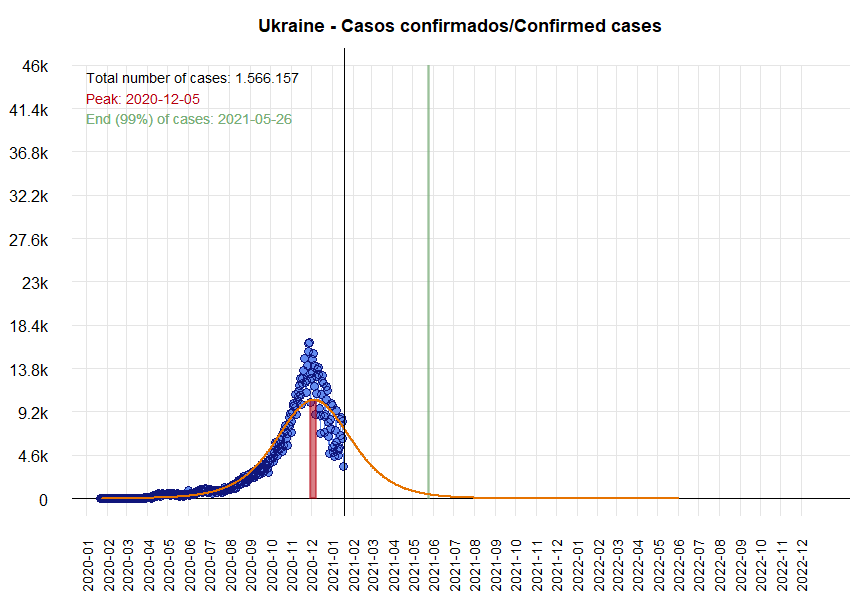 Ukraine - Casos confirmados/Confirmed cases
46k
Total number of cases: 1.566.157
Peak: 2020-12-05
41.4k
End (99%) of cases: 2021-05-26
36.8k
32.2k
27.6k
23k
18.4k
13.8k
9.2k
4.6k
0
2020-01
2020-02
2020-03
2020-04
2020-05
2020-06
2020-07
2020-08
2020-09
2020-10
2020-11
2020-12
2021-01
2021-02
2021-03
2021-04
2021-05
2021-06
2021-07
2021-08
2021-09
2021-10
2021-11
2021-12
2022-01
2022-02
2022-03
2022-04
2022-05
2022-06
2022-07
2022-08
2022-09
2022-10
2022-11
2022-12